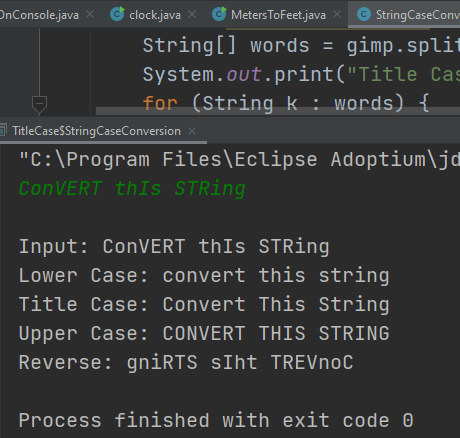 OnConsole.java clock.java MetersToFeet.java StringCaseConv
String[] words = gimp.split
System.out.print("Title Cas
for (String k : words) {
TitleCase$StringCaseConversion
"C:\Program Files\Eclipse Adoptium\jd
ConVERT thIs STRing
Input: ConVERT thIs STRing
Lower Case: convert this string
Title Case: Convert This String
Upper Case: CONVERT THIS STRING
Reverse: gniRTS sIht TREVnoC
Process finished with exit code 0